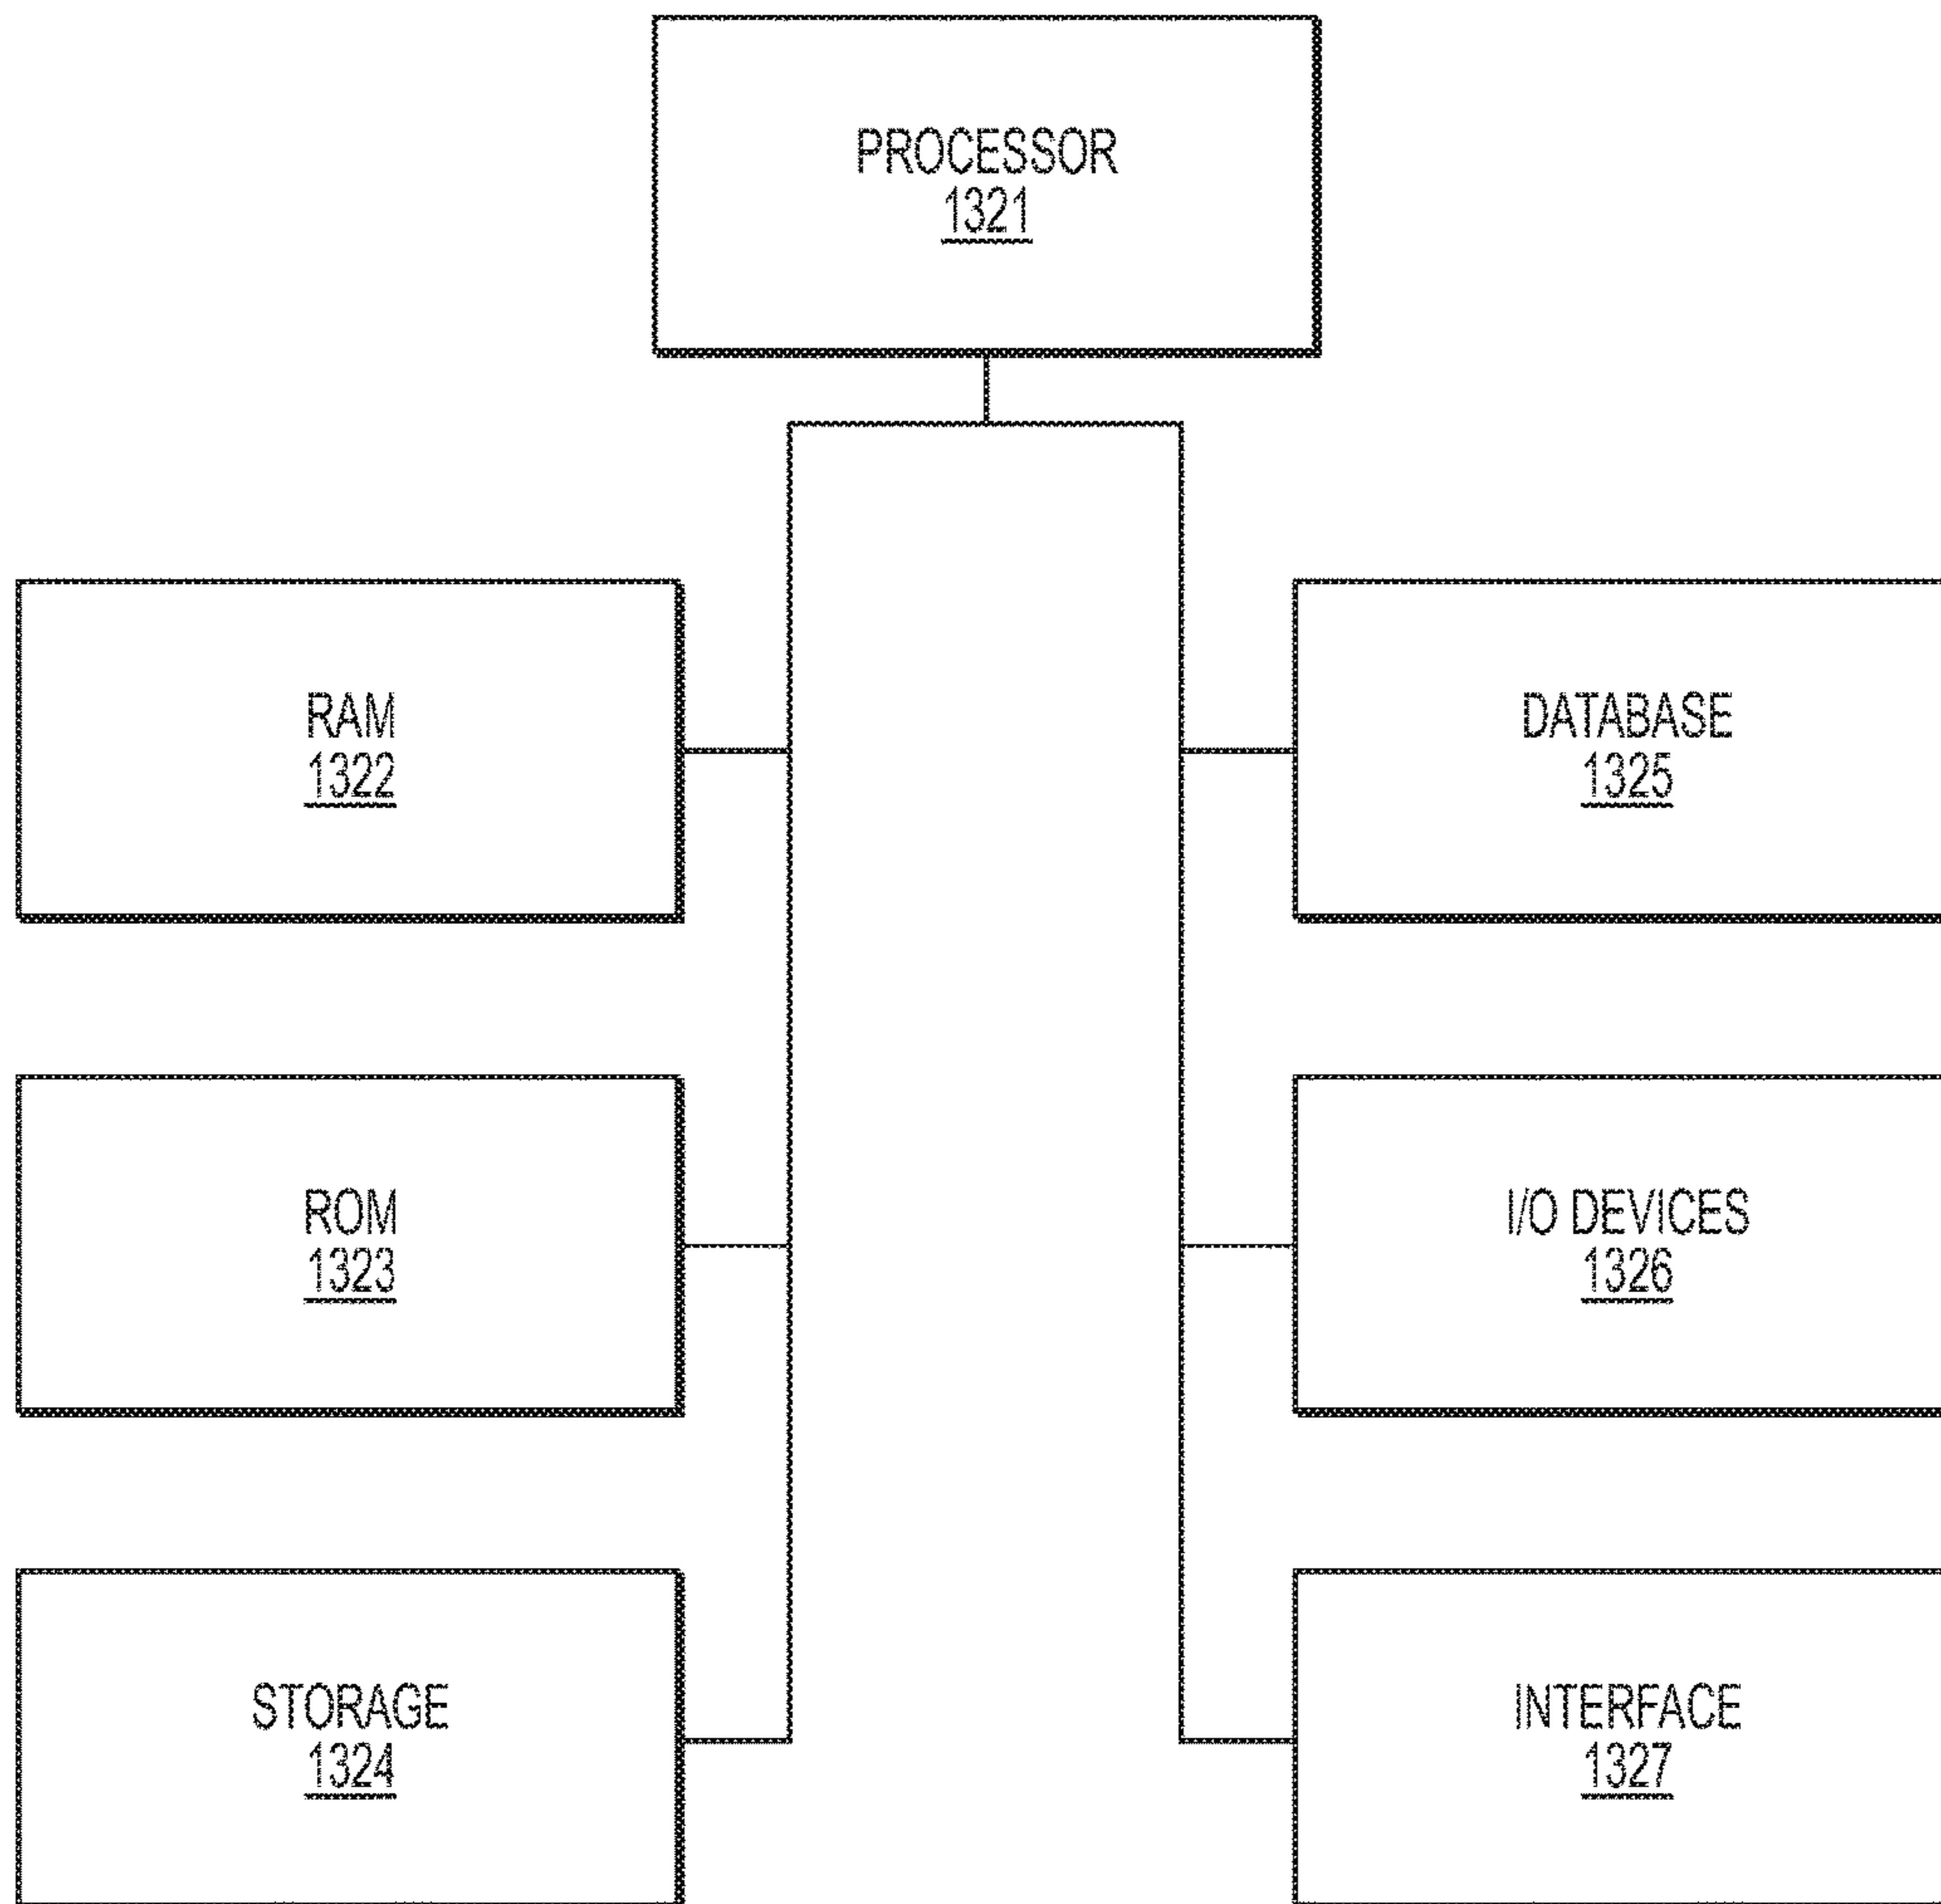 PROCESSOR
1321
RAM
1322
DATABASE
1325
ROM
1323
I/O DEVICES
1326
STORAGE
1324
INTERFACE
1327